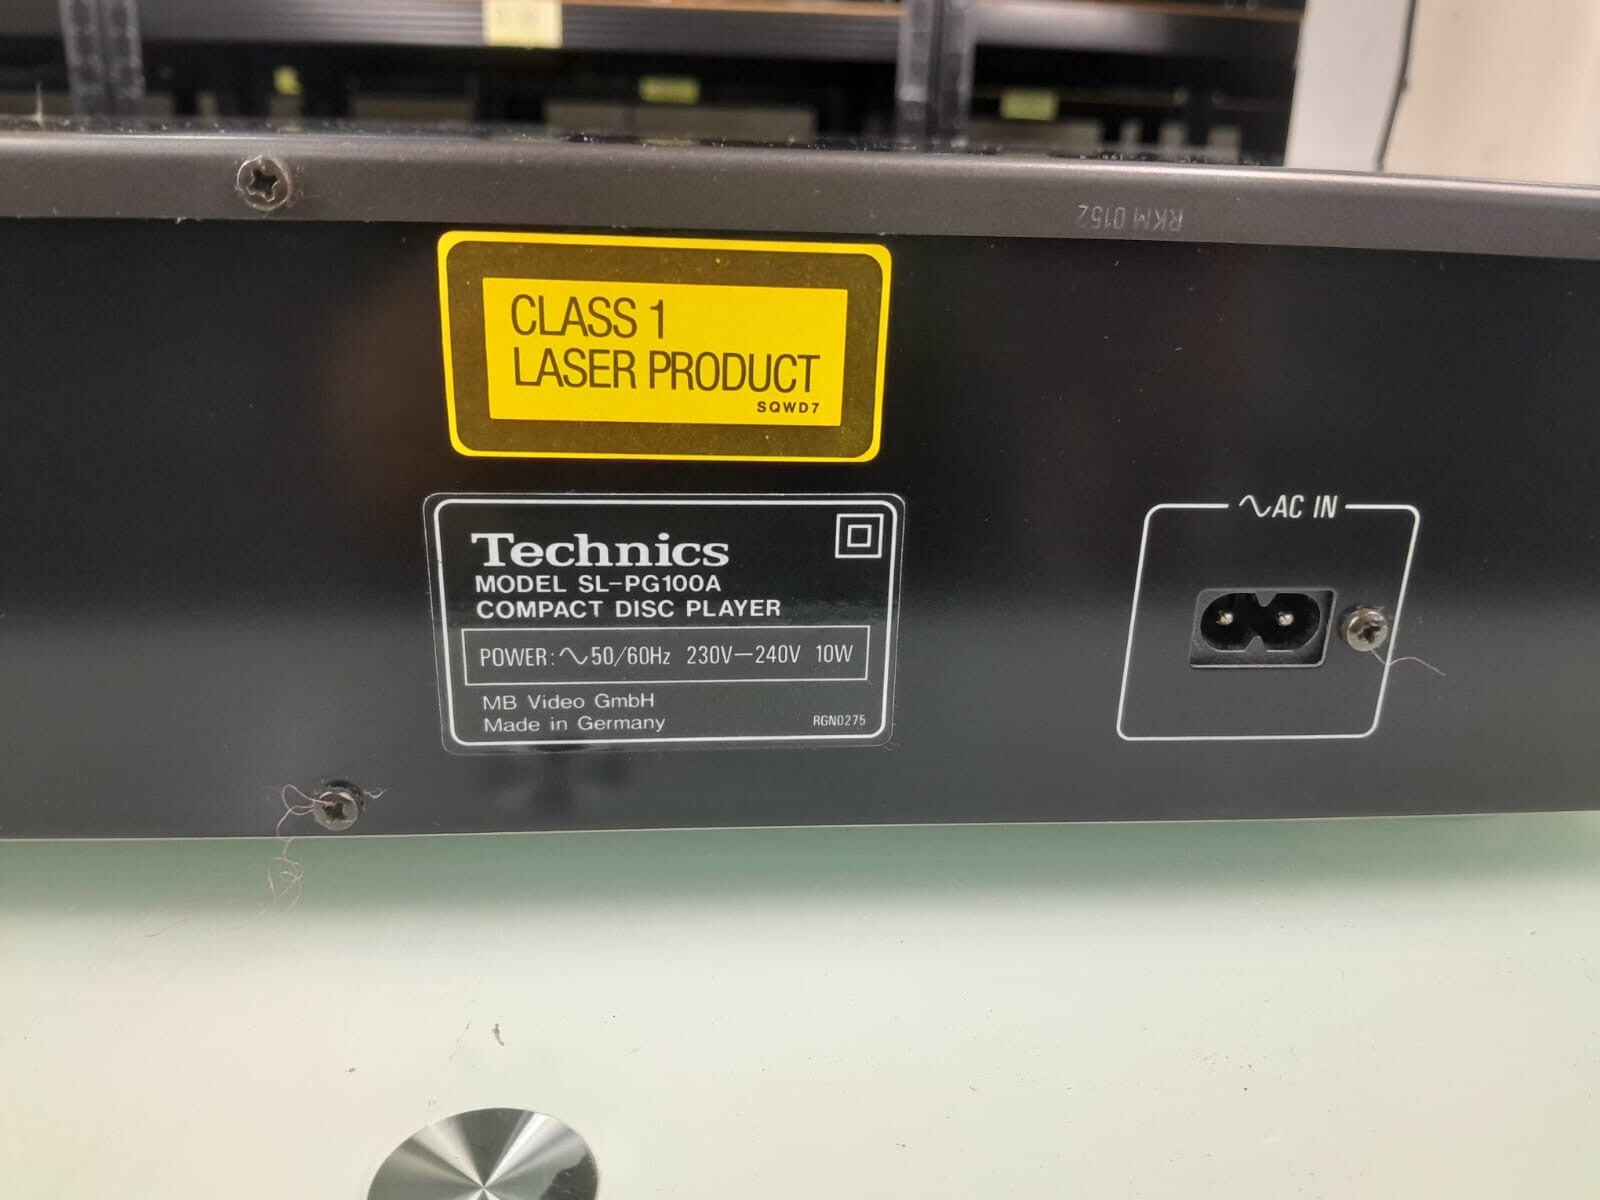 RKM 0152
CLASS 1
LASER PRODUCT
SQWD7
Technics
MODEL SL-PG100A
COMPACT DISC PLAYER
POWER: ∿ 50/60Hz 230V—240V 10W
MB Video GmbH
Made in Germany
RGN0275
∿ AC IN